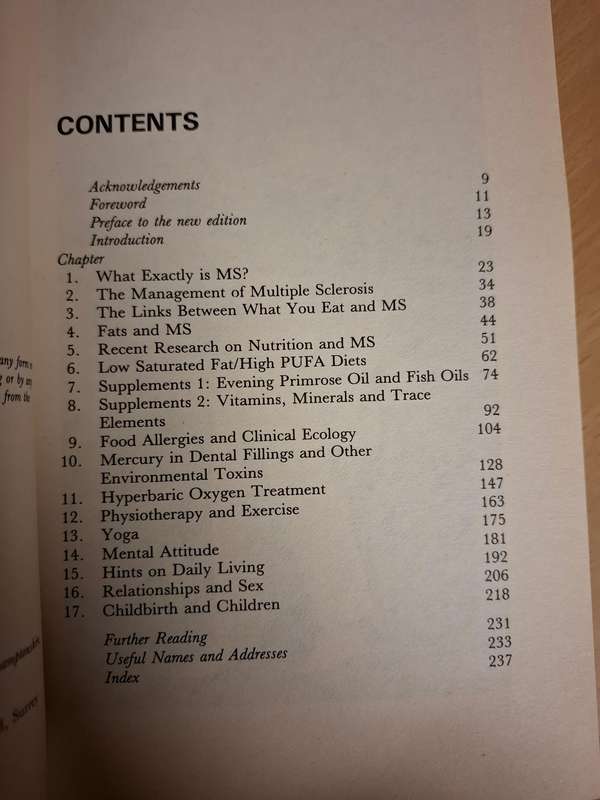 CONTENTS
Acknowledgements 9
Foreword 11
Preface to the new edition 13
Introduction 19
Chapter
1. What Exactly is MS? 23
2. The Management of Multiple Sclerosis 34
3. The Links Between What You Eat and MS 38
4. Fats and MS 44
5. Recent Research on Nutrition and MS 51
6. Low Saturated Fat/High PUFA Diets 62
7. Supplements 1: Evening Primrose Oil and Fish Oils 74
8. Supplements 2: Vitamins, Minerals and Trace
Elements 92
9. Food Allergies and Clinical Ecology 104
10. Mercury in Dental Fillings and Other
Environmental Toxins 128
11. Hyperbaric Oxygen Treatment 147
12. Physiotherapy and Exercise 163
13. Yoga 175
14. Mental Attitude 181
15. Hints on Daily Living 192
16. Relationships and Sex 206
17. Childbirth and Children 218
Further Reading 231
Useful Names and Addresses 233
Index 237
any form
or by any
from the
Surrey